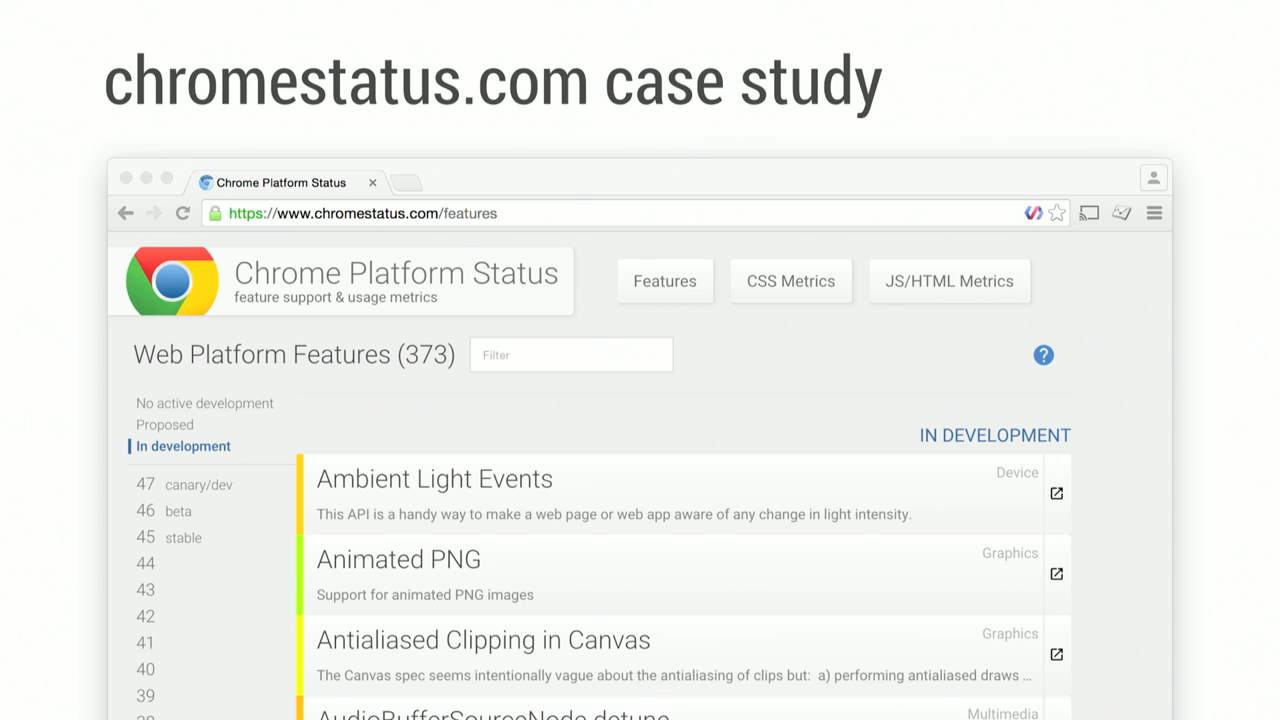 chromestatus.com case study
Chrome Platform Status
https://www.chromestatus.com/features
Chrome Platform Status
feature support & usage metrics
Features
CSS Metrics
JS/HTML Metrics
Web Platform Features (373)
Filter
?
No active development
Proposed
In development
47 canary/dev
46 beta
45 stable
44
43
42
41
40
39
38
IN DEVELOPMENT
Ambient Light Events
Device
This API is a handy way to make a web page or web app aware of any change in light intensity.
Animated PNG
Graphics
Support for animated PNG images
Antialiased Clipping in Canvas
Graphics
The Canvas spec seems intentionally vague about the antialiasing of clips but: a) performing antialiased draws ...
AudioBufferSourceNode detune
Multimedia